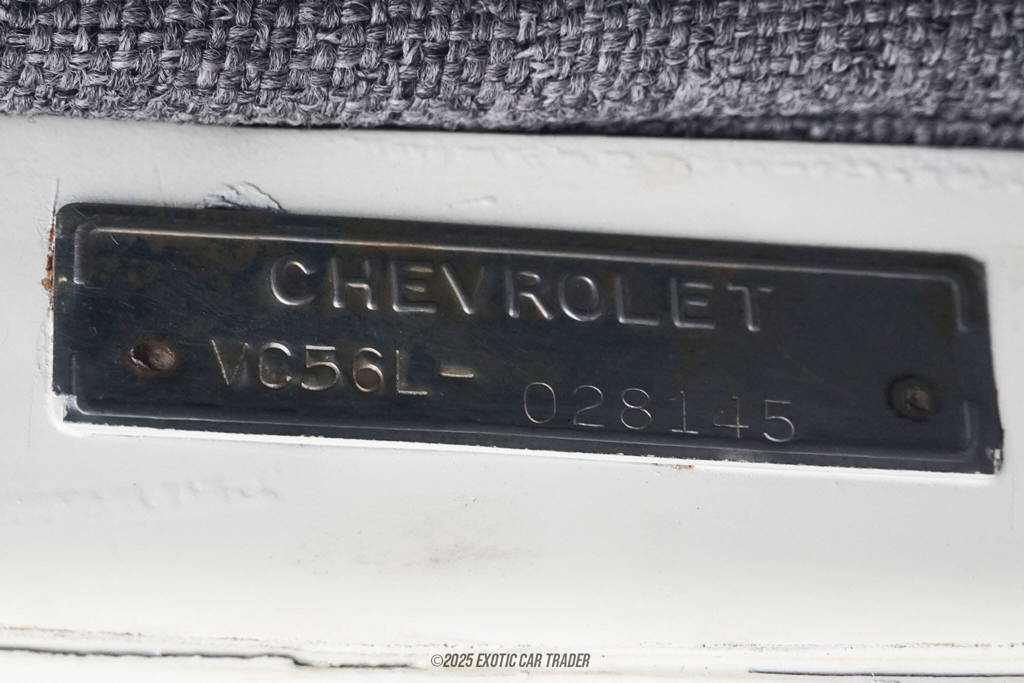 CHEVROLET
VC56L- 028145
©2025 EXOTIC CAR TRADER